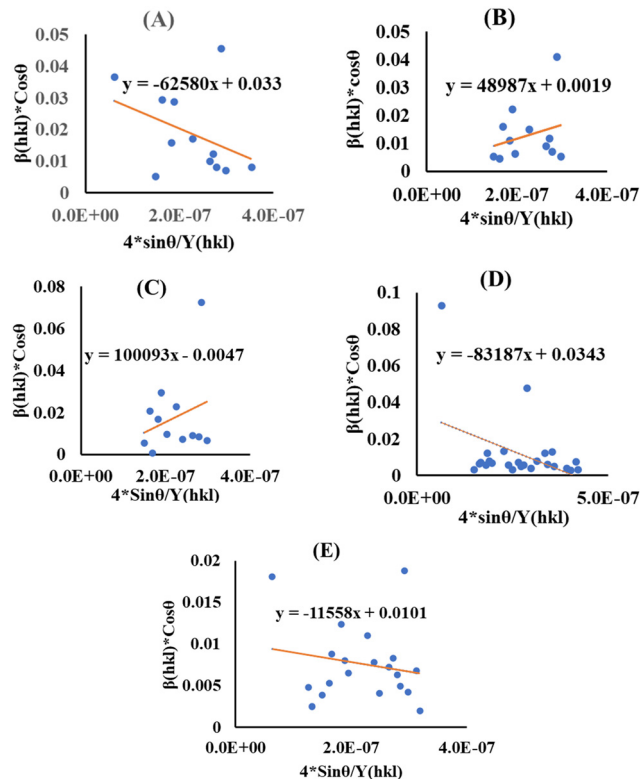 (A)
0.05
0.04
0.03
0.02
0.01
0
y = -62580x + 0.033
β(hkl)*Cosθ
0.0E+00 2.0E-07 4.0E-07
4*sinθ/Y(hkl)
(B)
0.05
0.04
0.03
0.02
0.01
0
y = 48987x + 0.0019
β(hkl)*cosθ
0.0E+00 2.0E-07 4.0E-07
4*sinθ/Y(hkl)
(C)
0.08
0.06
0.04
0.02
0
y = 100093x - 0.0047
β(hkl)*Cosθ
0.0E+00 2.0E-07 4.0E-07
4*Sinθ/Y(hkl)
(D)
0.1
0.08
0.06
0.04
0.02
0
y = -83187x + 0.0343
β(hkl)*Cosθ
0.0E+00 5.0E-07
4*sinθ/Y(hkl)
(E)
0.02
0.015
0.01
0.005
0
y = -11558x + 0.0101
β(hkl)*Cosθ
0.0E+00 2.0E-07 4.0E-07
4*Sinθ/Y(hkl)